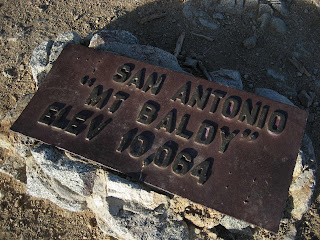 SAN ANTONIO
"MT BALDY"
ELEV 10,064